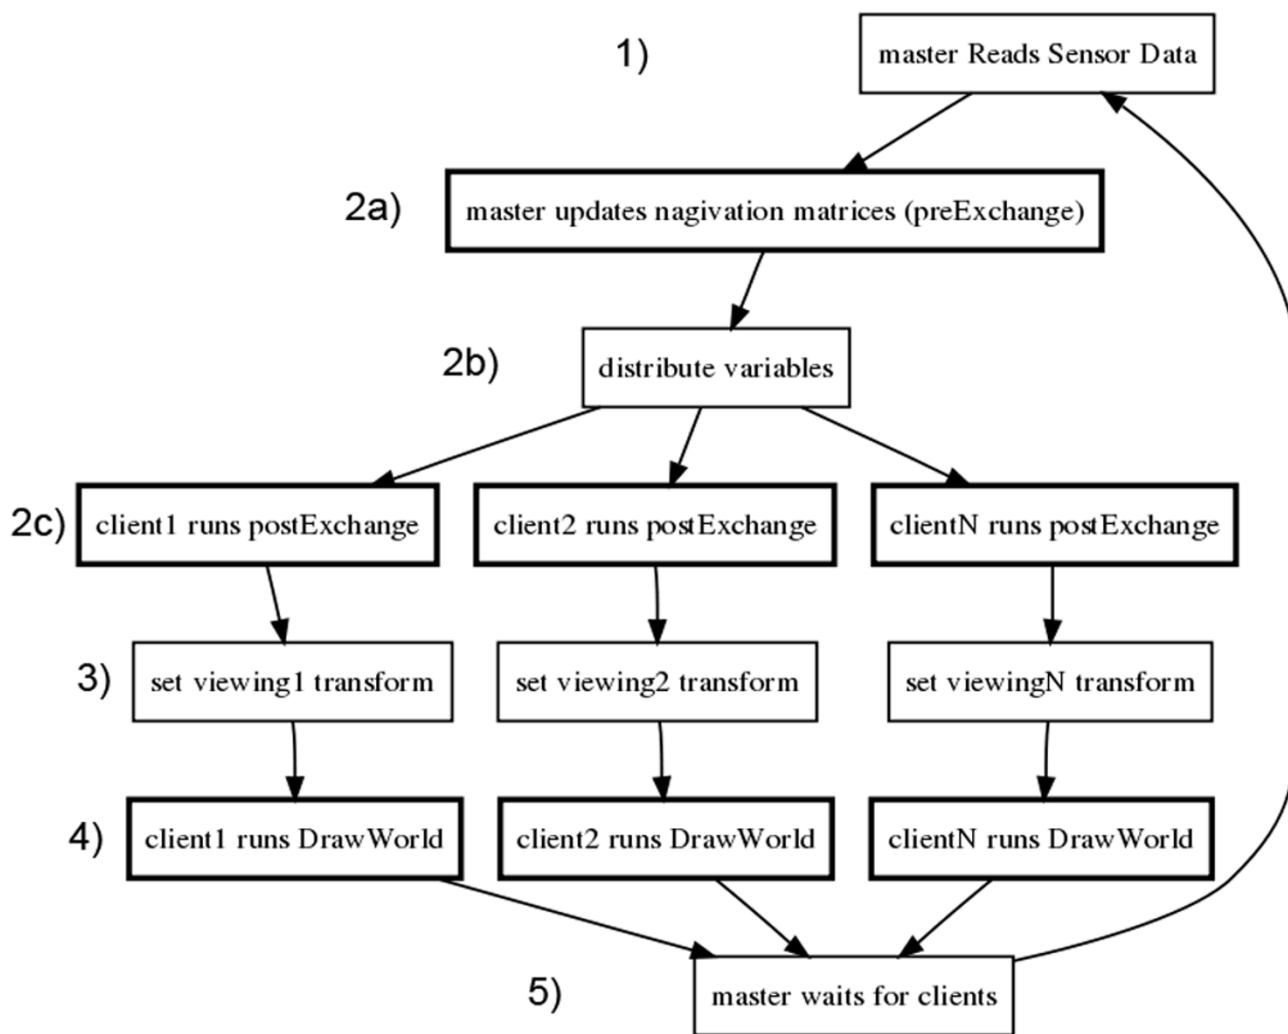 1) master Reads Sensor Data
2a) master updates nagivation matrices (preExchange)
2b) distribute variables
2c) client1 runs postExchange client2 runs postExchange clientN runs postExchange
3) set viewing1 transform set viewing2 transform set viewingN transform
4) client1 runs DrawWorld client2 runs DrawWorld clientN runs DrawWorld
5) master waits for clients